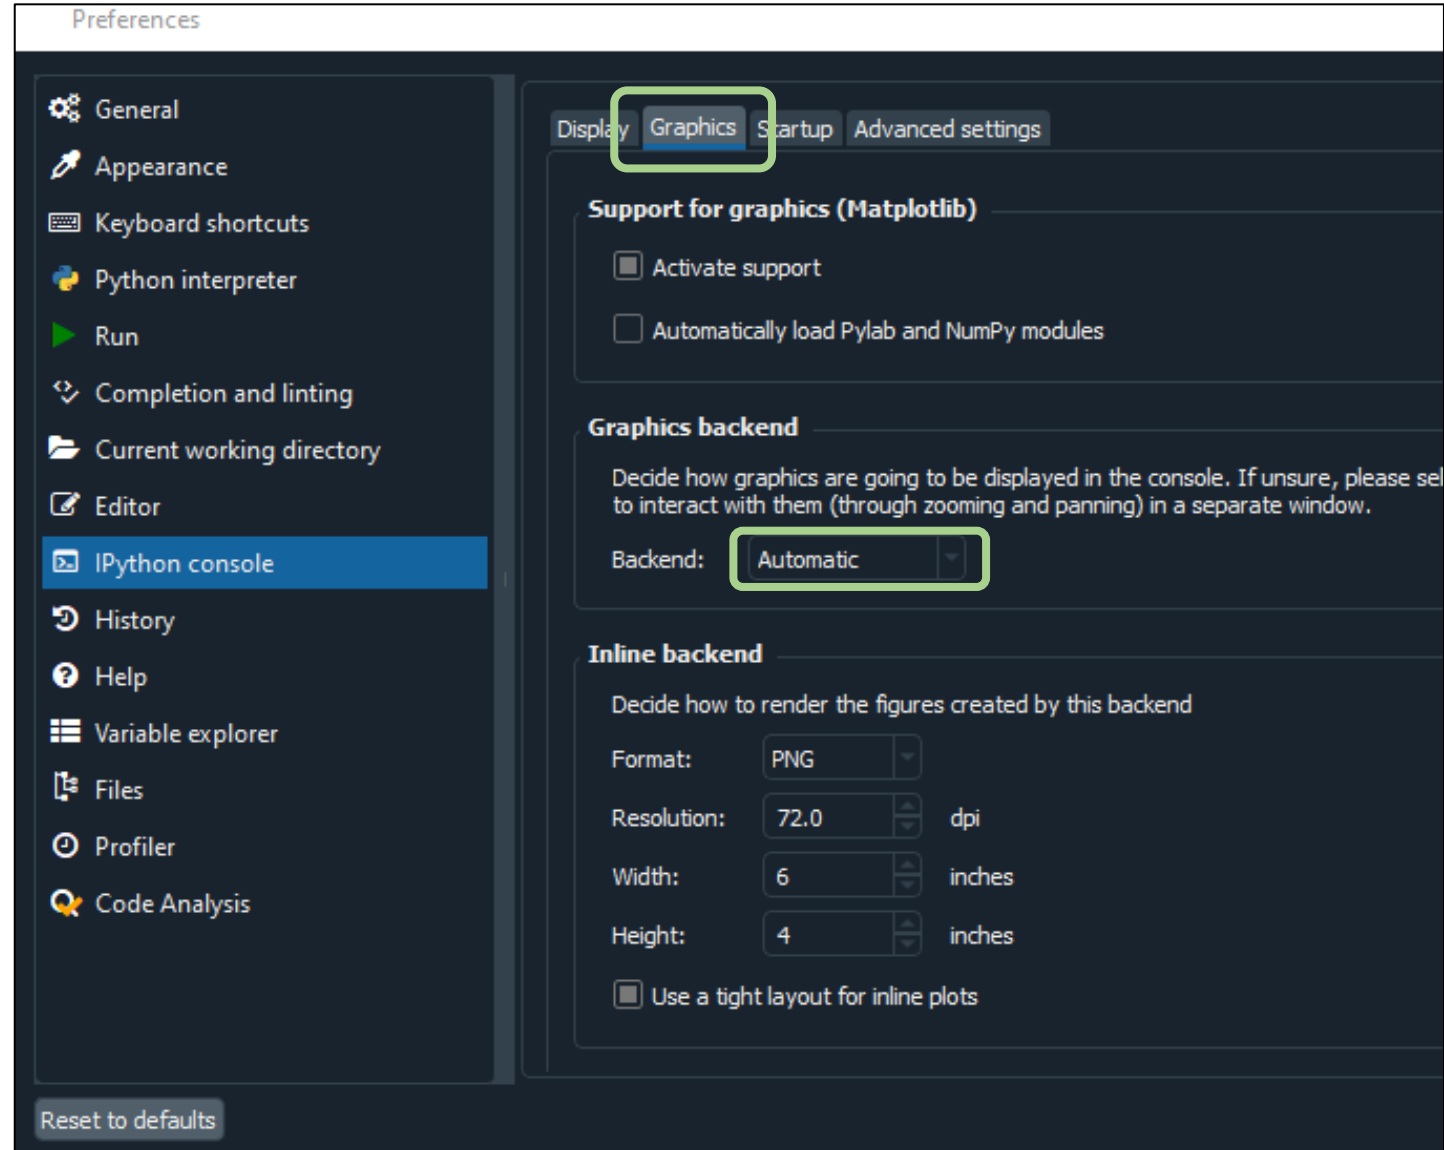 Preferences
General
Appearance
Keyboard shortcuts
Python interpreter
Run
Completion and linting
Current working directory
Editor
IPython console
History
Help
Variable explorer
Files
Profiler
Code Analysis
Reset to defaults
Display Graphics Startup Advanced settings
Support for graphics (Matplotlib)
Activate support
Automatically load Pylab and NumPy modules
Graphics backend
Decide how graphics are going to be displayed in the console. If unsure, please sel
to interact with them (through zooming and panning) in a separate window.
Backend: Automatic
Inline backend
Decide how to render the figures created by this backend
Format: PNG
Resolution: 72.0 dpi
Width: 6 inches
Height: 4 inches
Use a tight layout for inline plots